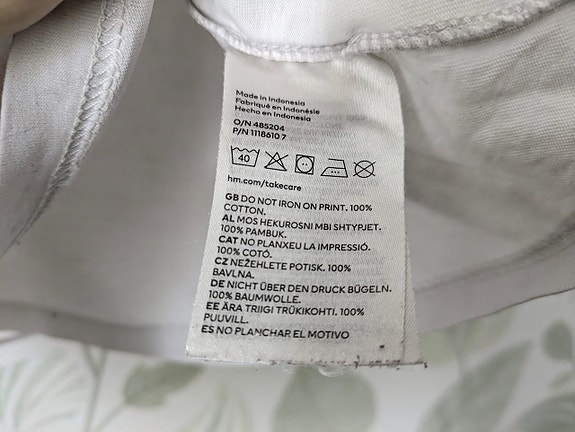 Made in Indonesia
Fabriqué en Indonésie
Hecho en Indonesia
O/N 485204
P/N 1118610 7
40
hm.com/takecare
GB DO NOT IRON ON PRINT. 100%
COTTON.
AL MOS HEKUROSNI MBI SHTYPJET.
100% PAMBUK.
CAT NO PLANXEU LA IMPRESSIÓ.
100% COTÓ.
CZ NEŽEHLETE POTISK. 100%
BAVLNA.
DE NICHT ÜBER DEN DRUCK BÜGELN.
100% BAUMWOLLE.
EE ÄRA TRIIGI TRÜKIKOHTI. 100%
PUUVILL.
ES NO PLANCHAR EL MOTIVO